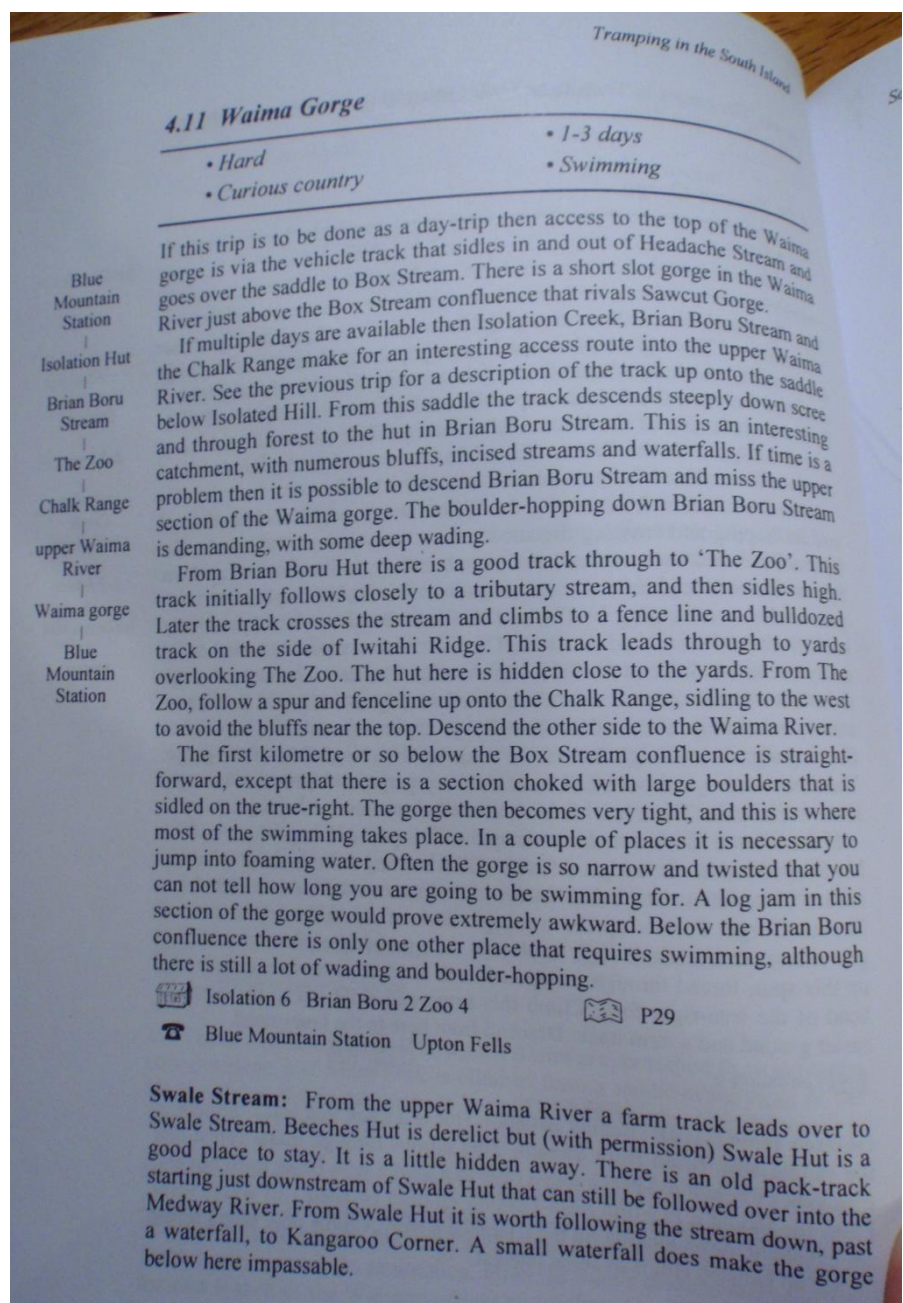 Tramping in the South Island
4.11 Waima Gorge
• Hard
• 1-3 days
• Curious country
• Swimming
Blue
Mountain
Station
|
Isolation Hut
|
Brian Boru
Stream
|
The Zoo
|
Chalk Range
|
upper Waima
River
|
Waima gorge
|
Blue
Mountain
Station
If this trip is to be done as a day-trip then access to the top of the Waima
gorge is via the vehicle track that sidles in and out of Headache Stream and
goes over the saddle to Box Stream. There is a short slot gorge in the Waima
River just above the Box Stream confluence that rivals Sawcut Gorge.
If multiple days are available then Isolation Creek, Brian Boru Stream and
the Chalk Range make for an interesting access route into the upper Waima
River. See the previous trip for a description of the track up onto the saddle
below Isolated Hill. From this saddle the track descends steeply down scree
and through forest to the hut in Brian Boru Stream. This is an interesting
catchment, with numerous bluffs, incised streams and waterfalls. If time is a
problem then it is possible to descend Brian Boru Stream and miss the upper
section of the Waima gorge. The boulder-hopping down Brian Boru Stream
is demanding, with some deep wading.
From Brian Boru Hut there is a good track through to ‘The Zoo’. This
track initially follows closely to a tributary stream, and then sidles high.
Later the track crosses the stream and climbs to a fence line and bulldozed
track on the side of Iwitahi Ridge. This track leads through to yards
overlooking The Zoo. The hut here is hidden close to the yards. From The
Zoo, follow a spur and fenceline up onto the Chalk Range, sidling to the west
to avoid the bluffs near the top. Descend the other side to the Waima River.
The first kilometre or so below the Box Stream confluence is straight-
forward, except that there is a section choked with large boulders that is
sidled on the true-right. The gorge then becomes very tight, and this is where
most of the swimming takes place. In a couple of places it is necessary to
jump into foaming water. Often the gorge is so narrow and twisted that you
can not tell how long you are going to be swimming for. A log jam in this
section of the gorge would prove extremely awkward. Below the Brian Boru
confluence there is only one other place that requires swimming, although
there is still a lot of wading and boulder-hopping.
Isolation 6 Brian Boru 2 Zoo 4
P29
Blue Mountain Station Upton Fells
Swale Stream: From the upper Waima River a farm track leads over to
Swale Stream. Beeches Hut is derelict but (with permission) Swale Hut is a
good place to stay. It is a little hidden away. There is an old pack-track
starting just downstream of Swale Hut that can still be followed over into the
Medway River. From Swale Hut it is worth following the stream down, past
a waterfall, to Kangaroo Corner. A small waterfall does make the gorge
below here impassable.